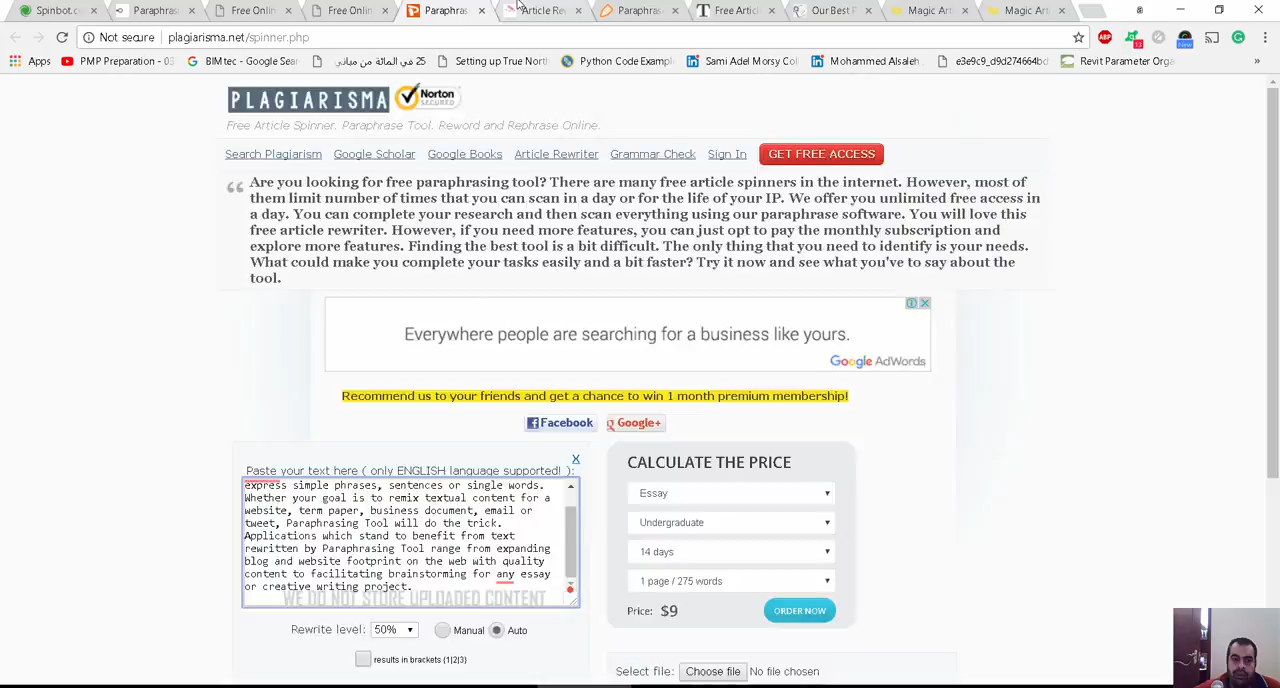 Spinbot.c
Paraphras
Free Onlin
Free Onlin
Paraphras
Article Re
Paraphras
Free Artic
Our Best F
Magic Art
Magic Art
Not secure
plagiarisma.net/spinner.php
ABP
13
New
Apps
PMP Preparation - 03
BIMtec - Google Sear
25 في المائة من مباني
Setting up True Nort
Python Code Exampl
Sami Adel Morsy Col
Mohammed Alsaleh
e3e9c9_d9d274664bd
Revit Parameter Orga
»
PLAGIARISMA
Norton
SECURED
Free Article Spinner. Paraphrase Tool. Reword and Rephrase Online.
Search Plagiarism
Google Scholar
Google Books
Article Rewriter
Grammar Check
Sign In
GET FREE ACCESS
Are you looking for free paraphrasing tool? There are many free article spinners in the internet. However, most of
them limit number of times that you can scan in a day or for the life of your IP. We offer you unlimited free access in
a day. You can complete your research and then scan everything using our paraphrase software. You will love this
free article rewriter. However, if you need more features, you can just opt to pay the monthly subscription and
explore more features. Finding the best tool is a bit difficult. The only thing that you need to identify is your needs.
What could make you complete your tasks easily and a bit faster? Try it now and see what you've to say about the
tool.
Everywhere people are searching for a business like yours.
Google AdWords
Recommend us to your friends and get a chance to win 1 month premium membership!
Facebook
Google+
X
Paste your text here ( only ENGLISH language supported! ):
express simple phrases, sentences or single words.
Whether your goal is to remix textual content for a
website, term paper, business document, email or
tweet, Paraphrasing Tool will do the trick.
Applications which stand to benefit from text
rewritten by Paraphrasing Tool range from expanding
blog and website footprint on the web with quality
content to facilitating brainstorming for any essay
or creative writing project.
WE DO NOT STORE UPLOADED CONTENT
Rewrite level: 50% Manual Auto
results in brackets (1|2|3)
CALCULATE THE PRICE
Essay
Undergraduate
14 days
1 page / 275 words
Price: $9
ORDER NOW
Select file: Choose file No file chosen